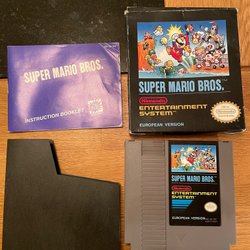 SUPER MARIO BROS.
INSTRUCTION BOOKLET
SUPER MARIO BROS.
Nintendo
ENTERTAINMENT
SYSTEM
EUROPEAN VERSION
SUPER MARIO BROS.
Nintendo
ENTERTAINMENT
SYSTEM
EUROPEAN VERSION